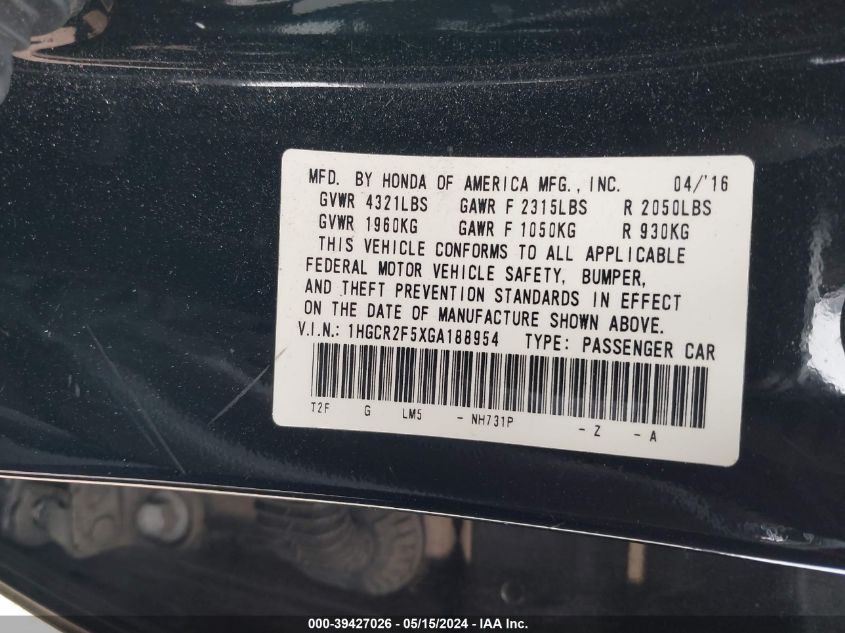 MFD. BY HONDA OF AMERICA MFG., INC. 04/'16
GVWR 4321LBS GAWR F 2315LBS R 2050LBS
GVWR 1960KG GAWR F 1050KG R 930KG
THIS VEHICLE CONFORMS TO ALL APPLICABLE
FEDERAL MOTOR VEHICLE SAFETY, BUMPER,
AND THEFT PREVENTION STANDARDS IN EFFECT
ON THE DATE OF MANUFACTURE SHOWN ABOVE.
V.I.N.: 1HGCR2F5XGA188954 TYPE: PASSENGER CAR
T2F G LM5 - NH731P - Z - A
000-39427026 - 05/15/2024 - IAA Inc.